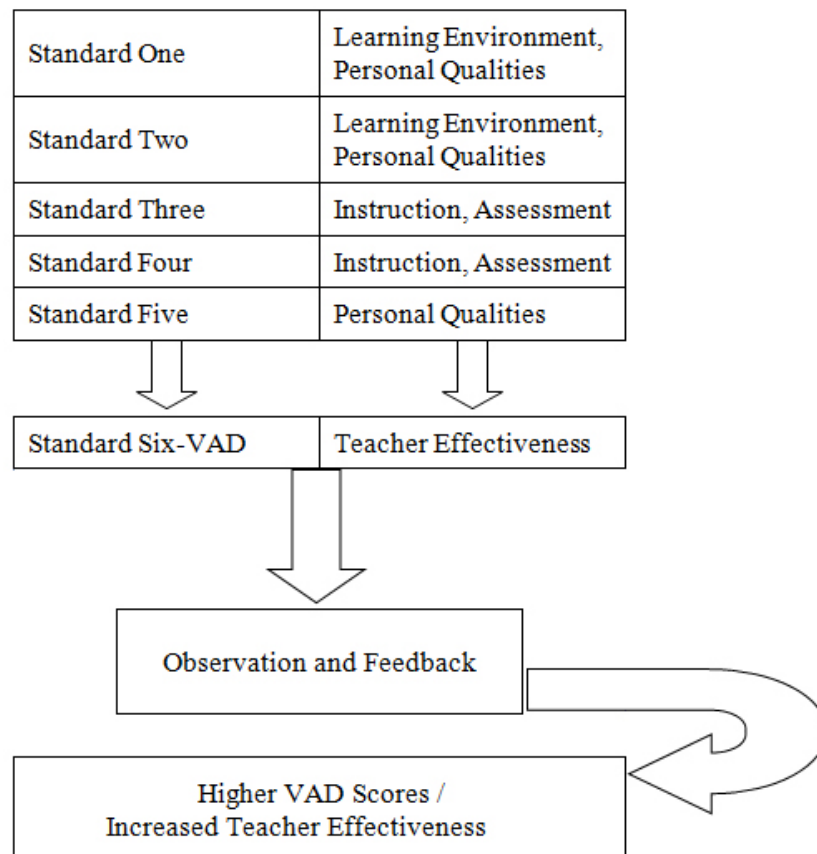 Standard One
Learning Environment,
Personal Qualities
Standard Two
Learning Environment,
Personal Qualities
Standard Three
Instruction, Assessment
Standard Four
Instruction, Assessment
Standard Five
Personal Qualities
Standard Six-VAD
Teacher Effectiveness
Observation and Feedback
Higher VAD Scores /
Increased Teacher Effectiveness